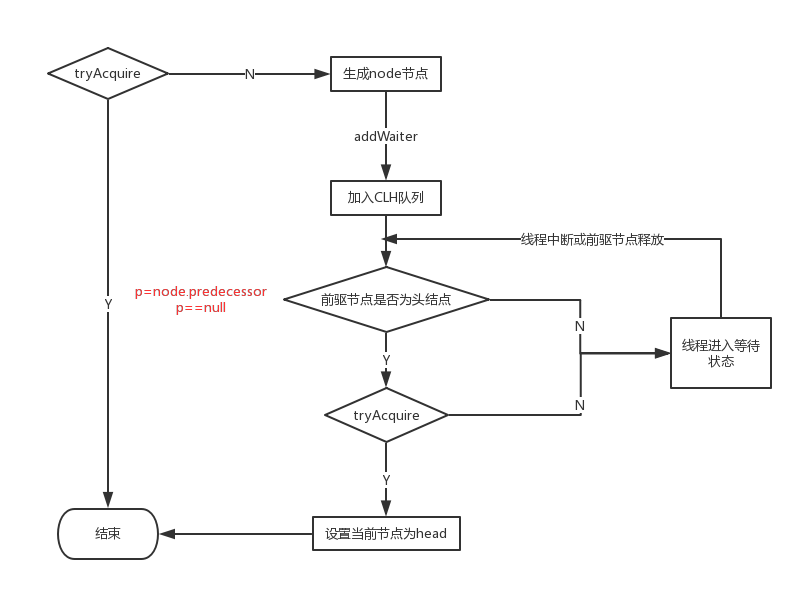 tryAcquire
N
生成node节点
addWaiter
加入CLH队列
线程中断或前驱节点释放
p=node.predecessor
p==null
前驱节点是否为头结点
Y
N
线程进入等待
状态
Y
tryAcquire
N
Y
结束
设置当前节点为head